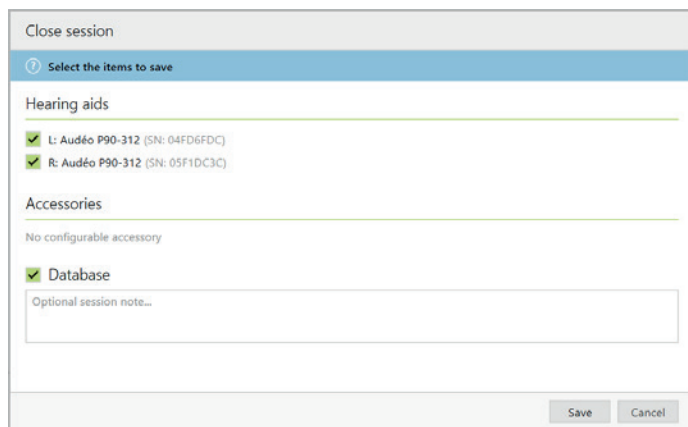 Close session
? Select the items to save
Hearing aids
L: Audéo P90-312 (SN: 04FD6FDC)
R: Audéo P90-312 (SN: 05F1DC3C)
Accessories
No configurable accessory
Database
Optional session note...
Save Cancel